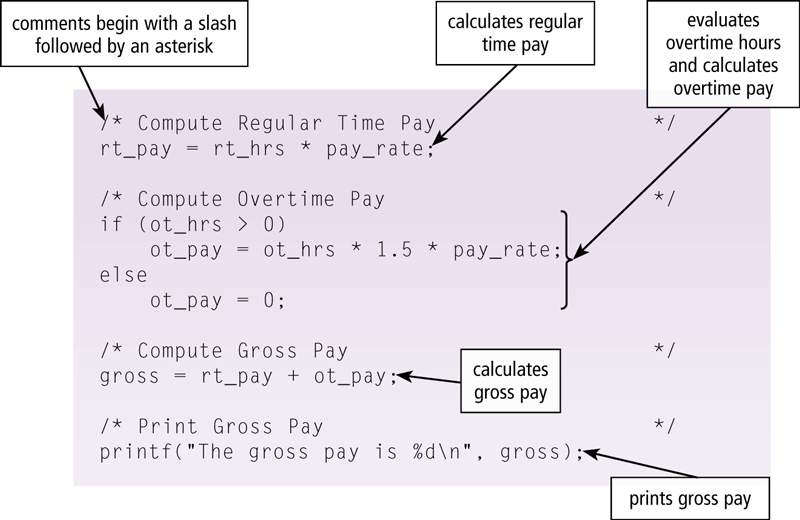 comments begin with a slash
followed by an asterisk
calculates regular
time pay
evaluates
overtime hours
and calculates
overtime pay
/* Compute Regular Time Pay */
rt_pay = rt_hrs * pay_rate;
/* Compute Overtime Pay */
if (ot_hrs > 0)
    ot_pay = ot_hrs * 1.5 * pay_rate;
else
    ot_pay = 0;
/* Compute Gross Pay */
gross = rt_pay + ot_pay;
calculates
gross pay
/* Print Gross Pay */
printf("The gross pay is %d\n", gross);
prints gross pay